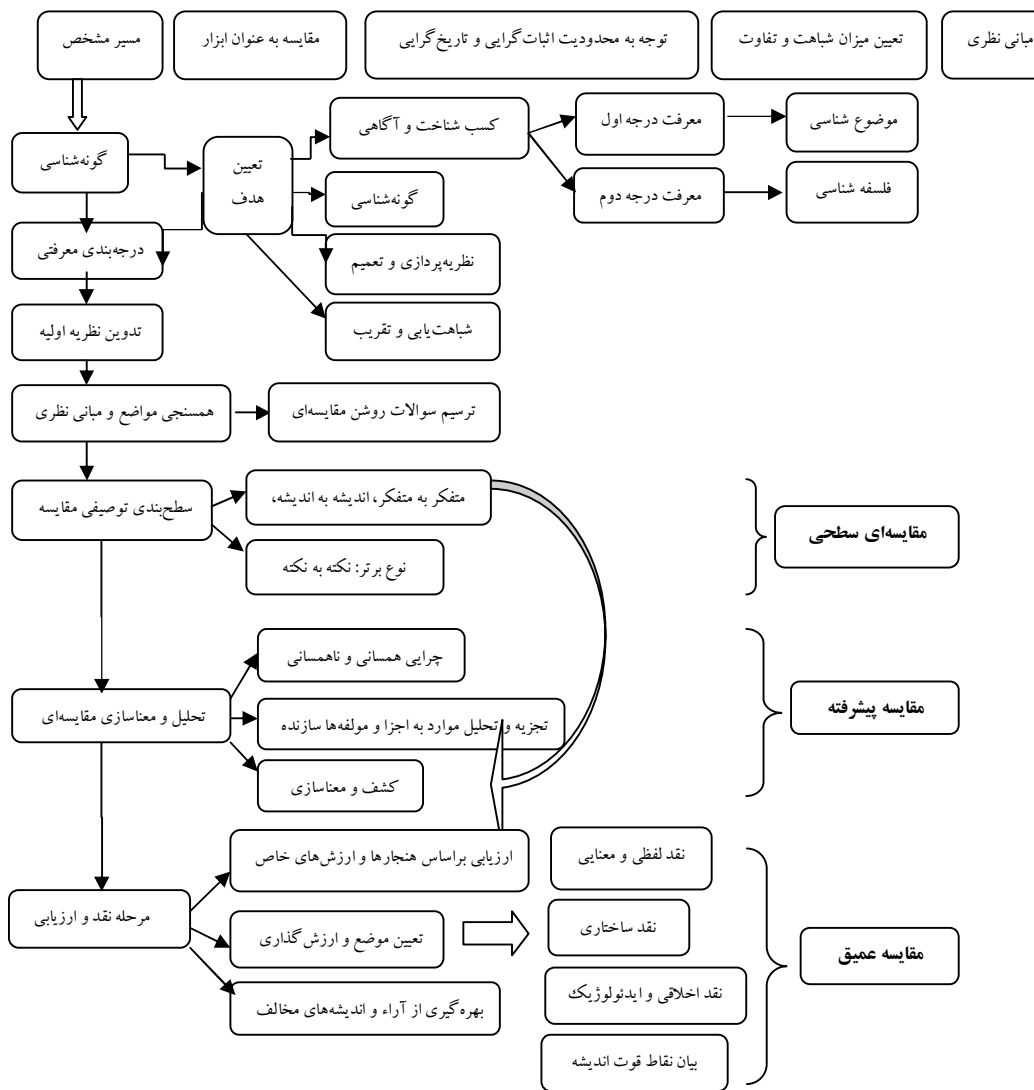 مبانی نظری
تعیین میزان شباهت و تفاوت
توجه به محدودیت اثبات‌گرایی و تاریخ‌گرایی
مقایسه به عنوان ابزار
مسیر مشخص
گونه‌شناسی
تعیین
هدف
کسب شناخت و آگاهی
معرفت درجه اول
موضوع شناسی
معرفت درجه دوم
فلسفه شناسی
گونه‌شناسی
نظریه‌پردازی و تعمیم
شباهت‌یابی و تقریب
درجه‌بندی معرفتی
تدوین نظریه اولیه
همسنجی مواضع و مبانی نظری
ترسیم سوالات روشن مقایسه‌ای
سطح‌بندی توصیفی مقایسه
متفکر به متفکر، اندیشه به اندیشه،
نوع برتر: نکته به نکته
مقایسه‌ای سطحی
تحلیل و معناسازی مقایسه‌ای
چرایی همسانی و ناهمسانی
تجزیه و تحلیل موارد به اجزا و مولفه‌ها سازنده
کشف و معناسازی
مقایسه پیشرفته
مرحله نقد و ارزیابی
ارزیابی براساس هنجارها و ارزش‌های خاص
تعیین موضع و ارزش‌گذاری
بهره‌گیری از آراء و اندیشه‌های مخالف
نقد لفظی و معنایی
نقد ساختاری
نقد اخلاقی و ایدئولوژیک
بیان نقاط قوت اندیشه
مقایسه عمیق